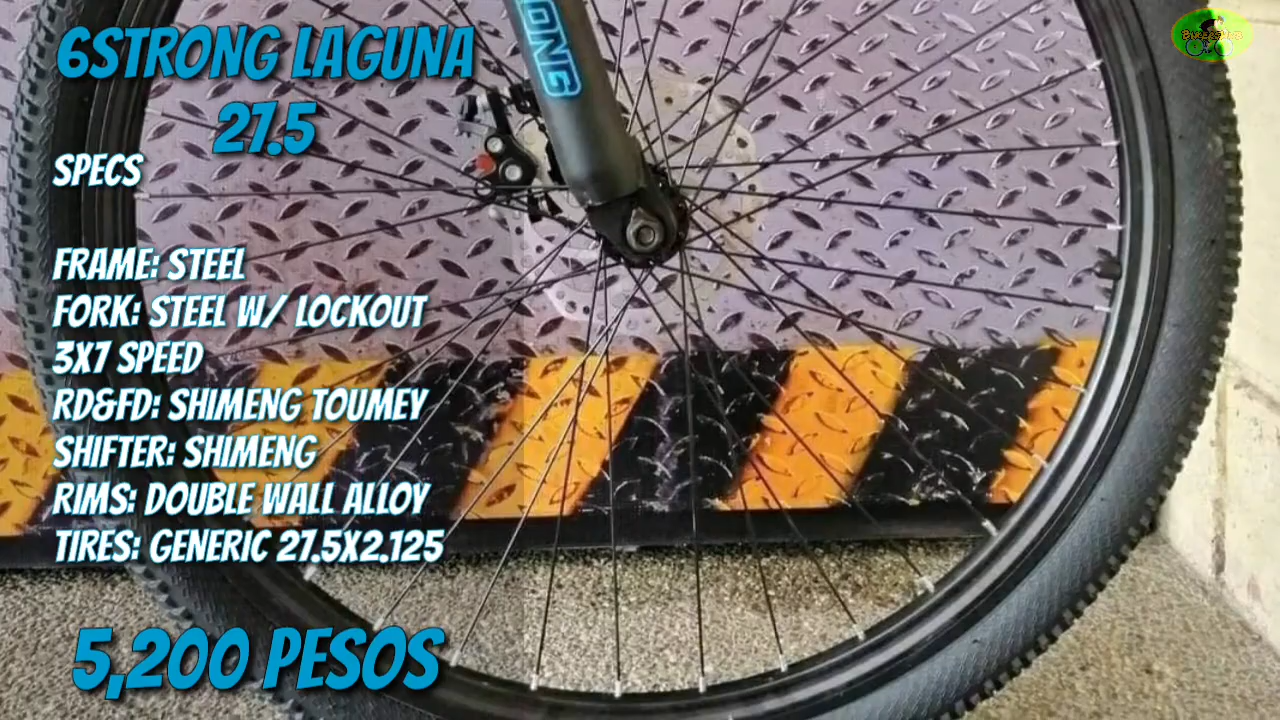 6STRONG LAGUNA
27.5
SPECS
FRAME: STEEL
FORK: STEEL W/ LOCKOUT
3X7 SPEED
RD&FD: SHIMENG TOUMEY
SHIFTER: SHIMENG
RIMS: DOUBLE WALL ALLOY
TIRES: GENERIC 27.5X2.125
5,200 PESOS
ONG